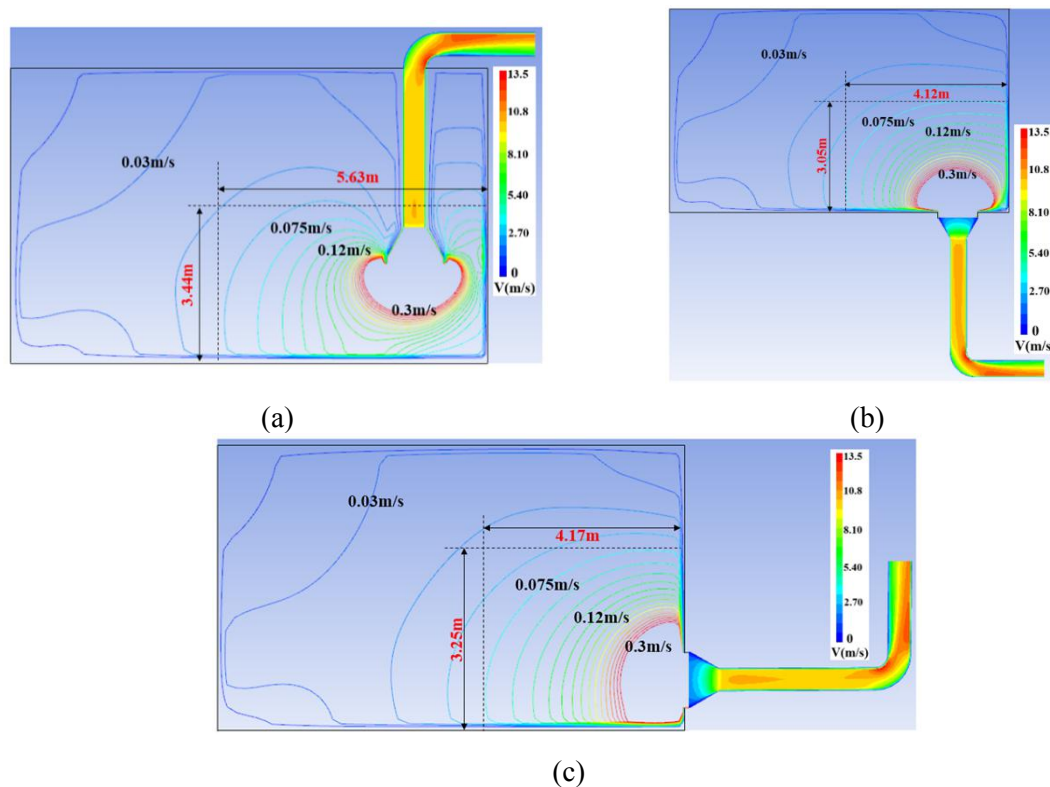 13.5
10.8
8.10
5.40
2.70
0
V(m/s)
0.03m/s
5.63m
0.075m/s
0.12m/s
3.44m
0.3m/s
(a)
0.03m/s
4.12m
0.075m/s
0.12m/s
3.05m
0.3m/s
13.5
10.8
8.10
5.40
2.70
0
V(m/s)
(b)
0.03m/s
4.17m
0.075m/s
0.12m/s
3.25m
0.3m/s
13.5
10.8
8.10
5.40
2.70
0
V(m/s)
(c)